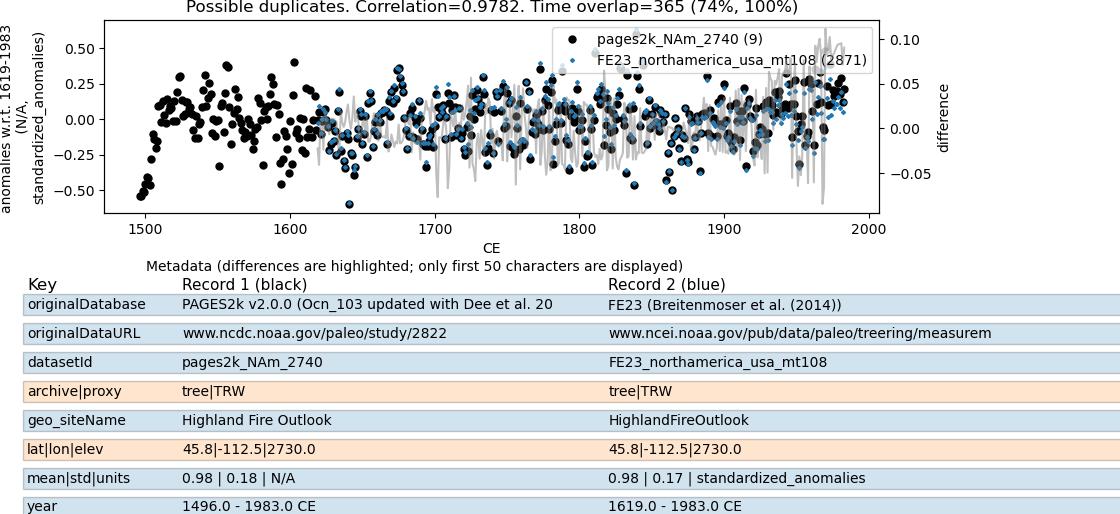 Possible duplicates. Correlation=0.9782. Time overlap=365 (74%, 100%)
anomalies w.r.t. 1619-1983
(N/A,
standardized_anomalies)
0.50
0.25
0.00
−0.25
−0.50
pages2k_NAm_2740 (9)
FE23_northamerica_usa_mt108 (2871)
0.10
0.05
0.00
−0.05
difference
1500 1600 1700 1800 1900 2000
CE
Metadata (differences are highlighted; only first 50 characters are displayed)
Key Record 1 (black) Record 2 (blue)
originalDatabase PAGES2k v2.0.0 (Ocn_103 updated with Dee et al. 20 FE23 (Breitenmoser et al. (2014))
originalDataURL www.ncdc.noaa.gov/paleo/study/2822 www.ncei.noaa.gov/pub/data/paleo/treering/measurem
datasetId pages2k_NAm_2740 FE23_northamerica_usa_mt108
archive|proxy tree|TRW tree|TRW
geo_siteName Highland Fire Outlook HighlandFireOutlook
lat|lon|elev 45.8|-112.5|2730.0 45.8|-112.5|2730.0
mean|std|units 0.98 | 0.18 | N/A 0.98 | 0.17 | standardized_anomalies
year 1496.0 - 1983.0 CE 1619.0 - 1983.0 CE